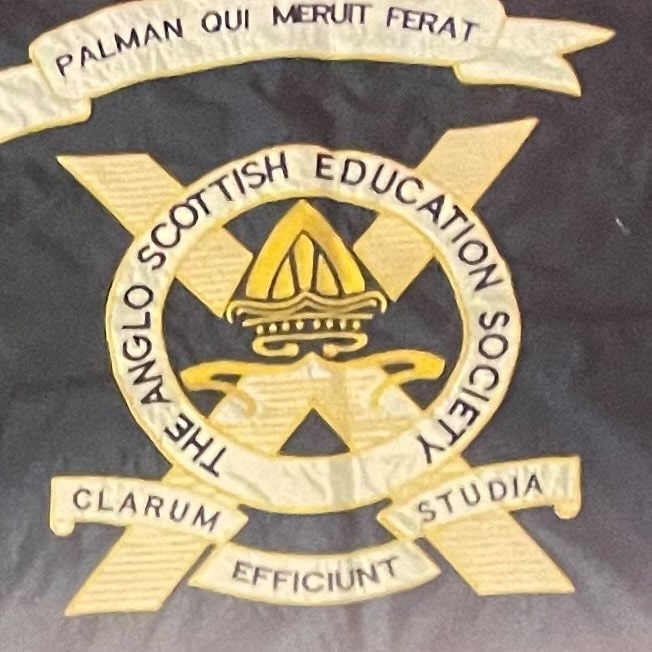 PALMAN QUI MERUIT FERAT
THE ANGLO SCOTTISH EDUCATION SOCIETY
CLARUM EFFICIUNT STUDIA